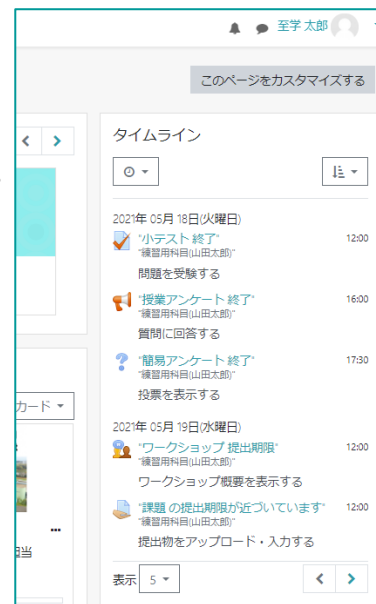 至学 太郎
このページをカスタマイズする
タイムライン
2021年 05月 18日(火曜日)
"小テスト 終了" 12:00
"練習用科目(山田太郎)"
問題を受験する
"授業アンケート 終了" 16:00
"練習用科目(山田太郎)"
質問に回答する
"簡易アンケート 終了" 17:30
"練習用科目(山田太郎)"
投票を表示する
2021年 05月 19日(水曜日)
"ワークショップ 提出期限" 12:00
"練習用科目(山田太郎)"
ワークショップ概要を表示する
"課題 の提出期限が近づいています" 12:00
"練習用科目(山田太郎)"
提出物をアップロード・入力する
表示 5
カード
担当